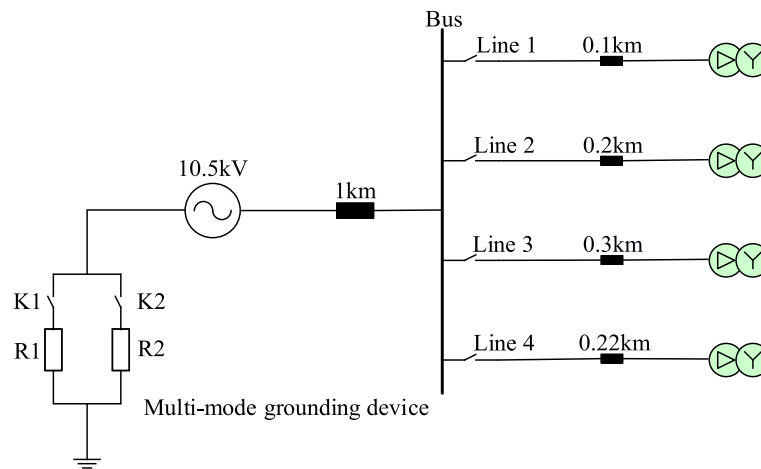 Bus
Line 1
0.1km
Line 2
0.2km
10.5kV
1km
Line 3
0.3km
K1
K2
R1
R2
Line 4
0.22km
Multi-mode grounding device